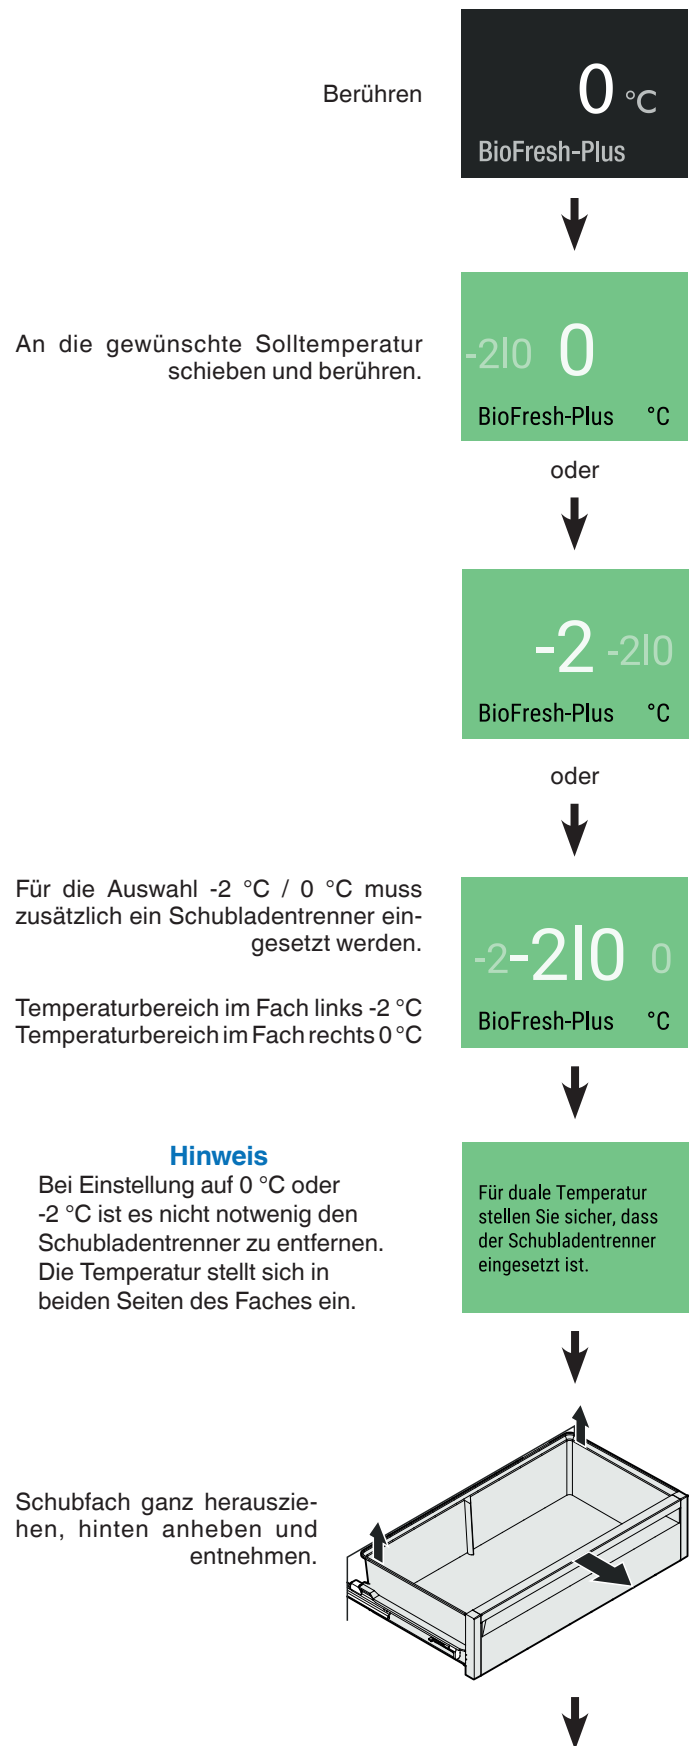 Berühren
0 °C
BioFresh-Plus
An die gewünschte Solltemperatur
schieben und berühren.
-2|0 0
BioFresh-Plus °C
oder
-2 -2|0
BioFresh-Plus °C
oder
Für die Auswahl -2 °C / 0 °C muss
zusätzlich ein Schubladentrenner ein-
gesetzt werden.
Temperaturbereich im Fach links -2 °C
Temperaturbereich im Fach rechts 0 °C
-2 -2|0 0
BioFresh-Plus °C
Hinweis
Bei Einstellung auf 0 °C oder
-2 °C ist es nicht notwenig den
Schubladentrenner zu entfernen.
Die Temperatur stellt sich in
beiden Seiten des Faches ein.
Für duale Temperatur
stellen Sie sicher, dass
der Schubladentrenner
eingesetzt ist.
Schubfach ganz herauszie-
hen, hinten anheben und
entnehmen.